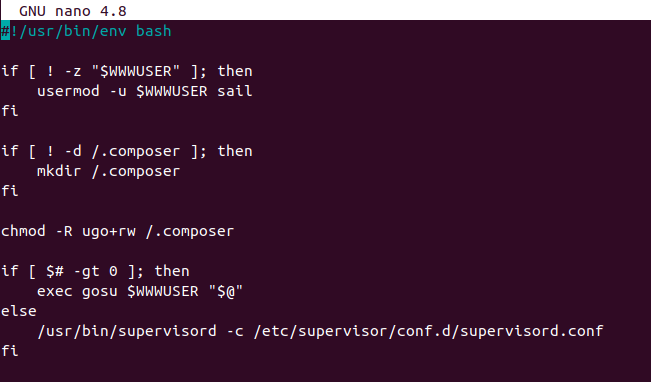 GNU nano 4.8
#!/usr/bin/env bash
if [ ! -z "$WWWUSER" ]; then
    usermod -u $WWWUSER sail
fi
if [ ! -d /.composer ]; then
    mkdir /.composer
fi
chmod -R ugo+rw /.composer
if [ $# -gt 0 ]; then
    exec gosu $WWWUSER "$@"
else
    /usr/bin/supervisord -c /etc/supervisor/conf.d/supervisord.conf
fi